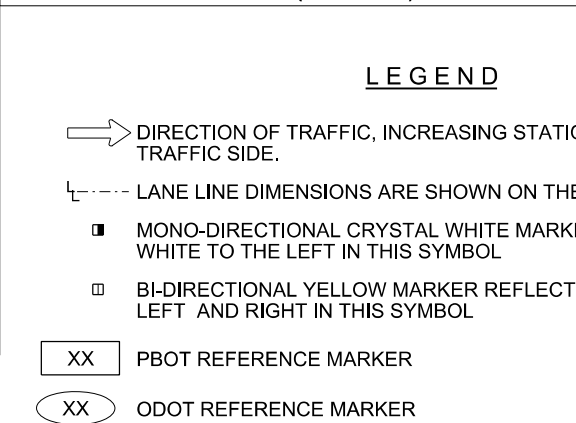 LEGEND
DIRECTION OF TRAFFIC, INCREASING
TRAFFIC SIDE.
LANE LINE DIMENSIONS ARE SHOWN ON THE
MONO-DIRECTIONAL CRYSTAL WHITE
WHITE TO THE LEFT IN THIS SYMBOL
BI-DIRECTIONAL YELLOW MARKER
LEFT AND RIGHT IN THIS SYMBOL
XX PBOT REFERENCE MARKER
XX ODOT REFERENCE MARKER